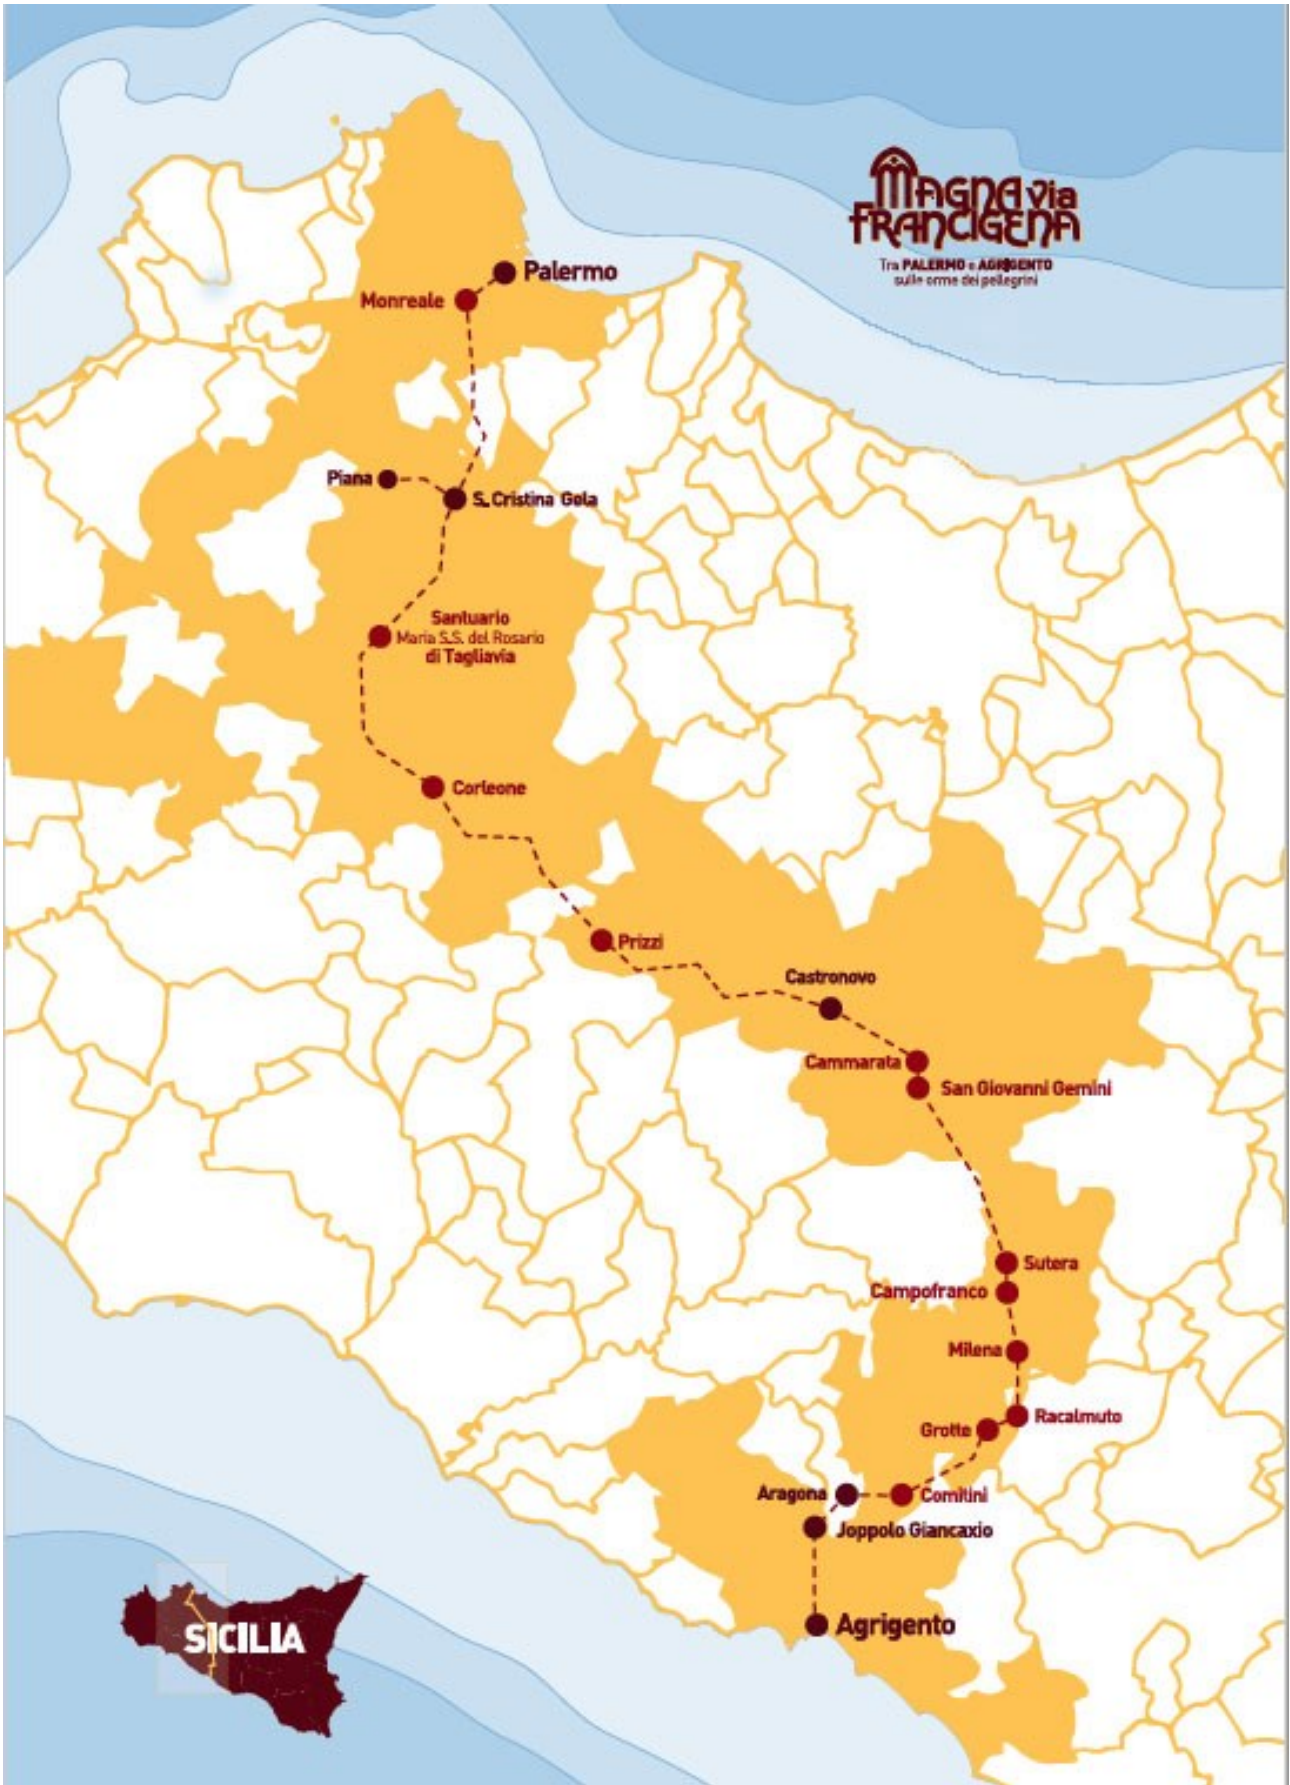 MAGNA via
FRANCIGENA
Tra PALERMO e AGRIGENTO
sulle orme dei pellegrini
Palermo
Monreale
Piana
S. Cristina Gela
Santuario
Maria S.S. del Rosario
di Tagliavia
Corleone
Prizzi
Castronovo
Cammarata
San Giovanni Gemini
Sutera
Campofranco
Milena
Racalmuto
Grotte
Aragona
Comitini
Joppolo Giancaxio
Agrigento
SICILIA